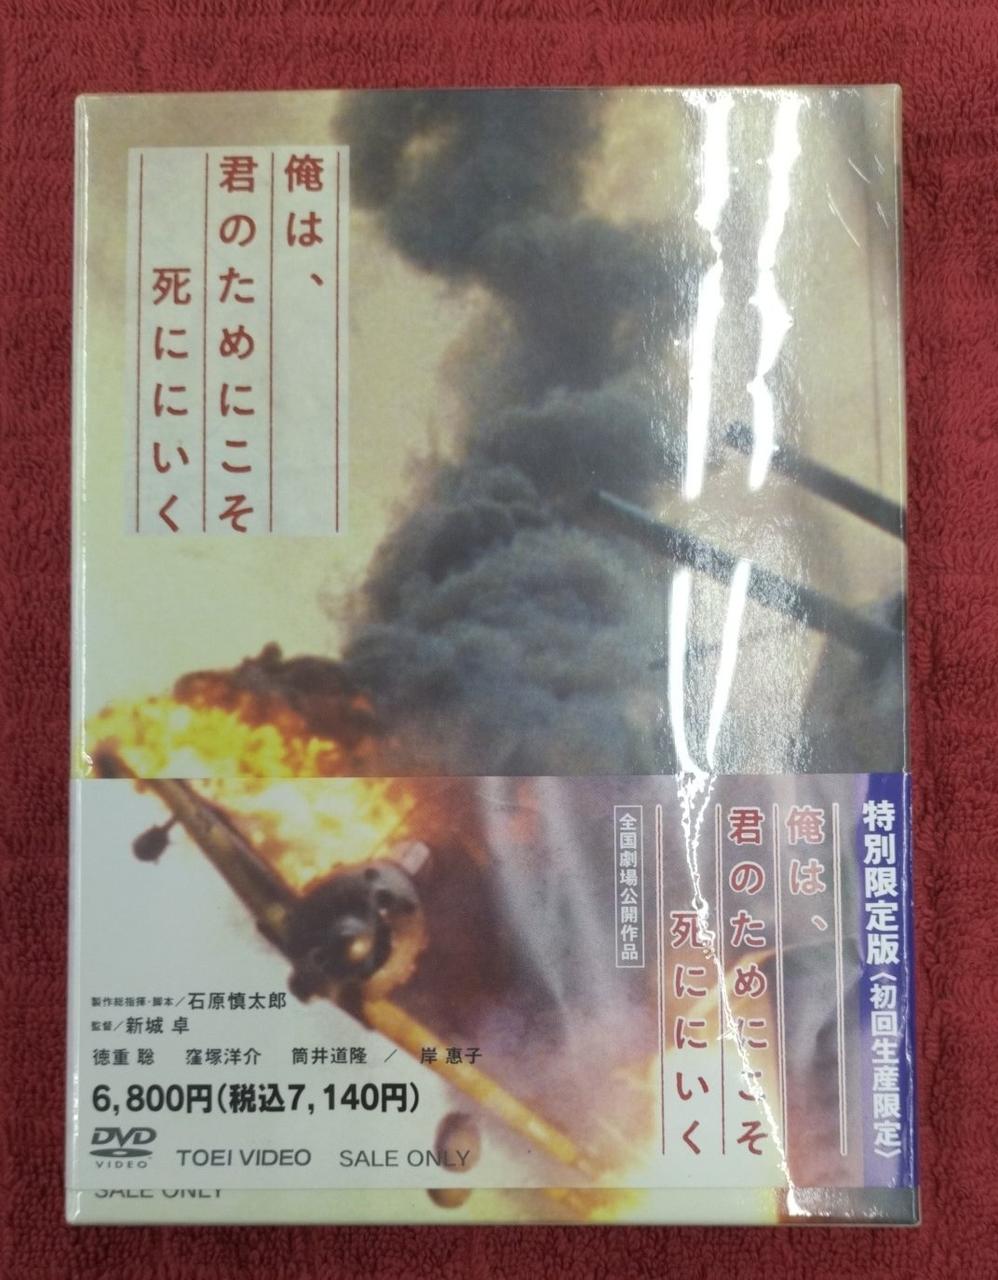 俺は、
君のためにこそ
死ににいく
特別限定版〈初回生産限定〉
俺は、
君のためにこそ
死ににいく
全国劇場公開作品
製作総指揮・脚本／石原慎太郎
監督／新城 卓
徳重 聡 窪塚洋介 筒井道隆 ／ 岸 惠子
6,800円(税込7,140円)
DVD VIDEO TOEI VIDEO SALE ONLY
SALE ONLY